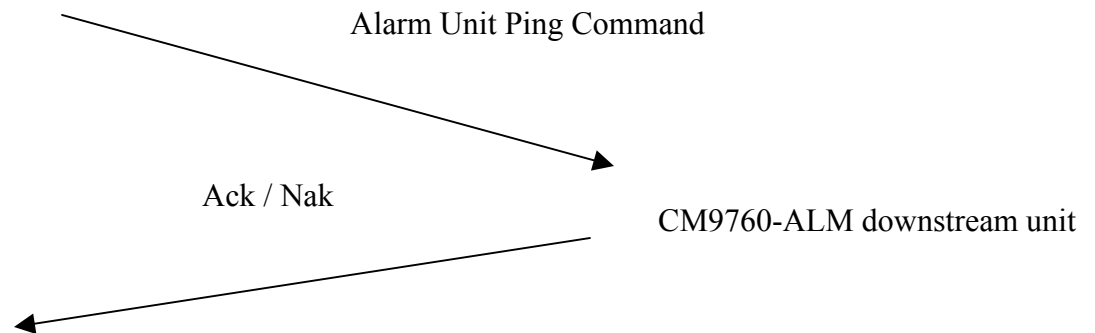 Alarm Unit Ping Command
Ack / Nak
CM9760-ALM downstream unit